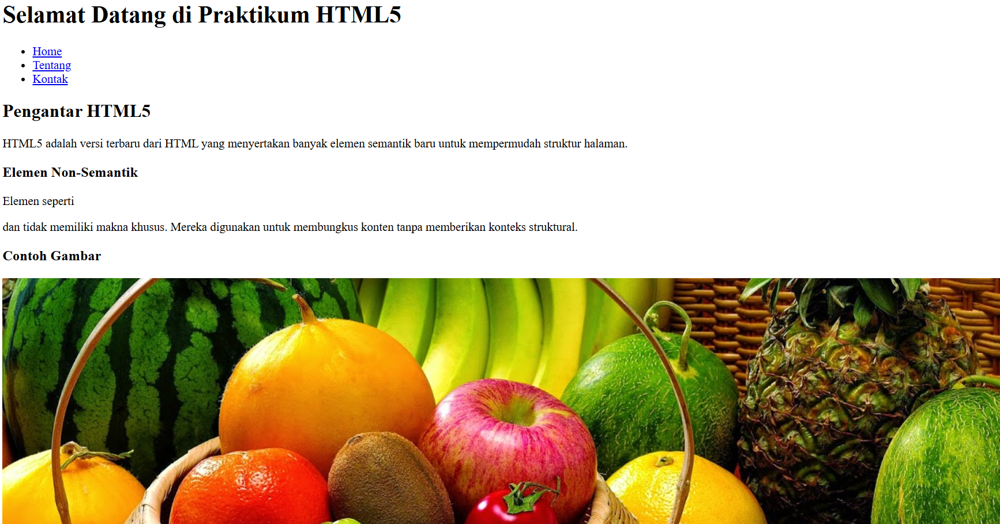 Selamat Datang di Praktikum HTML5
Home
Tentang
Kontak
Pengantar HTML5
HTML5 adalah versi terbaru dari HTML yang menyertakan banyak elemen semantik baru untuk mempermudah struktur halaman.
Elemen Non-Semantik
Elemen seperti
dan tidak memiliki makna khusus. Mereka digunakan untuk membungkus konten tanpa memberikan konteks struktural.
Contoh Gambar